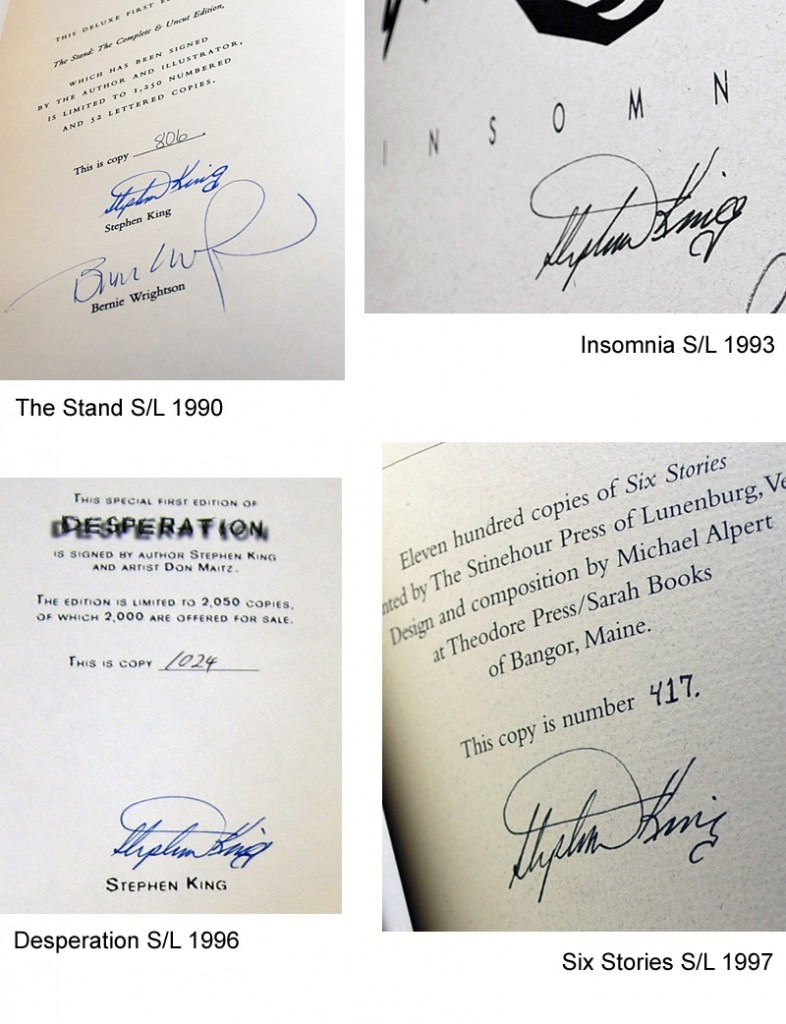 THIS DELUXE FIRST
The Stand: The Complete & Uncut Edition,
WHICH HAS BEEN SIGNED
BY THE AUTHOR AND ILLUSTRATOR,
IS LIMITED TO 1,250 NUMBERED
AND 52 LETTERED COPIES.
This is copy 806
Stephen King
Stephen King
Bernie Wrightson
The Stand S/L 1990
INSOMN
Stephen King
Insomnia S/L 1993
THIS SPECIAL FIRST EDITION OF
DESPERATION
IS SIGNED BY AUTHOR STEPHEN KING
AND ARTIST DON MAITZ.
THE EDITION IS LIMITED TO 2,050 COPIES,
OF WHICH 2,000 ARE OFFERED FOR SALE.
THIS IS COPY 1024
Stephen King
STEPHEN KING
Desperation S/L 1996
Eleven hundred copies of Six Stories
nted by The Stinehour Press of Lunenburg, Ve
Design and composition by Michael Alpert
at Theodore Press/Sarah Books
of Bangor, Maine.
This copy is number 417.
Stephen King
Six Stories S/L 1997